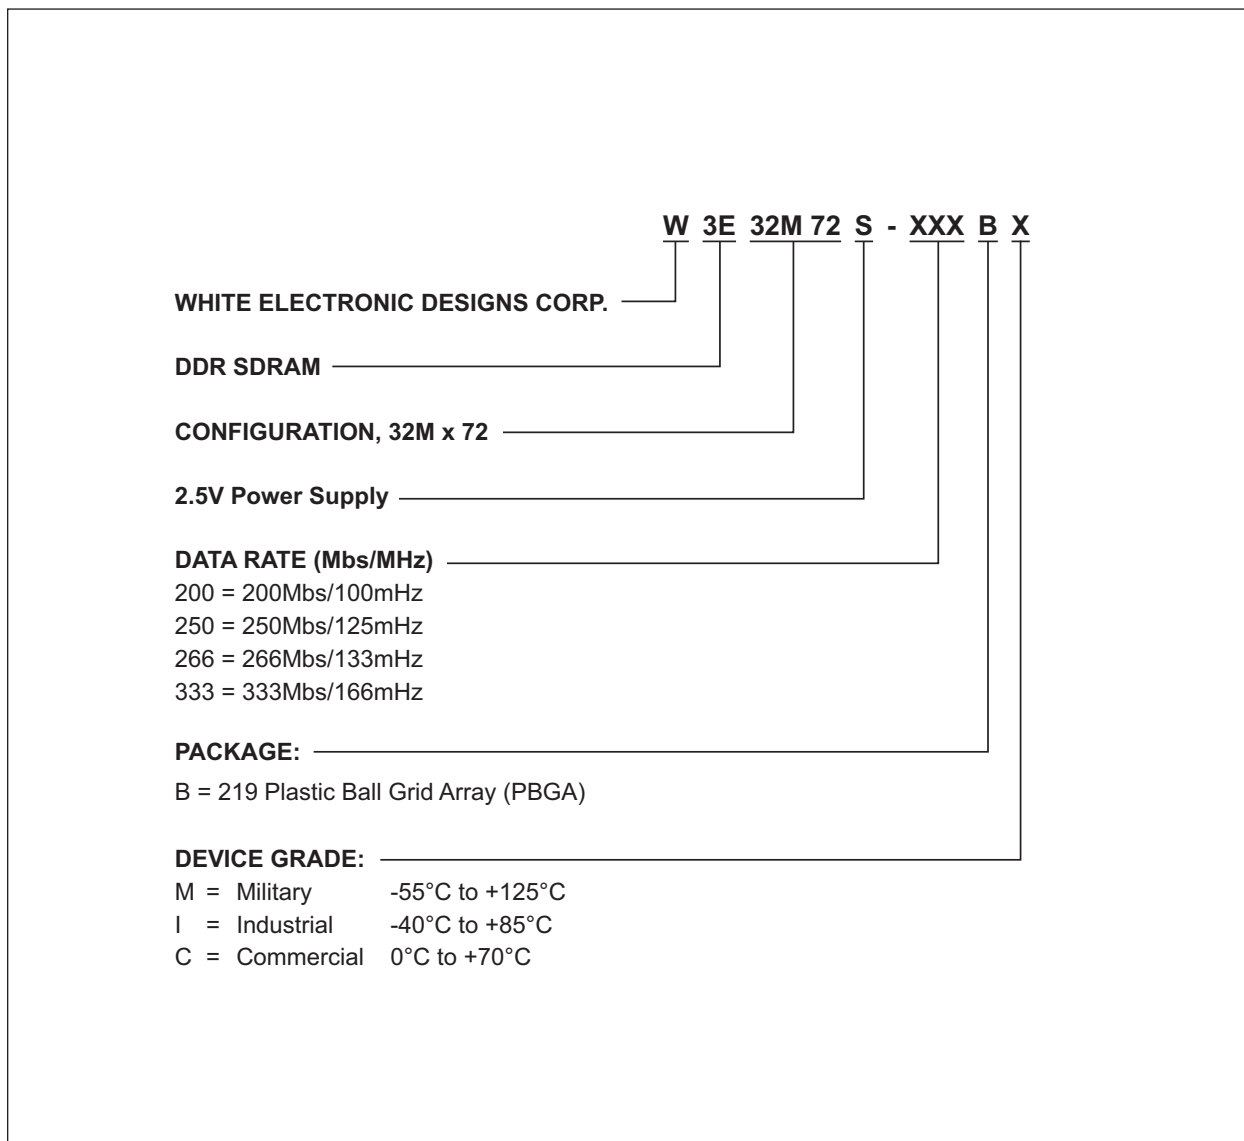 W 3E 32M 72 S - XXX B X
WHITE ELECTRONIC DESIGNS CORP.
DDR SDRAM
CONFIGURATION, 32M x 72
2.5V Power Supply
DATA RATE (Mbs/MHz)
200 = 200Mbs/100mHz
250 = 250Mbs/125mHz
266 = 266Mbs/133mHz
333 = 333Mbs/166mHz
PACKAGE:
B = 219 Plastic Ball Grid Array (PBGA)
DEVICE GRADE:
M = Military -55°C to +125°C
I = Industrial -40°C to +85°C
C = Commercial 0°C to +70°C